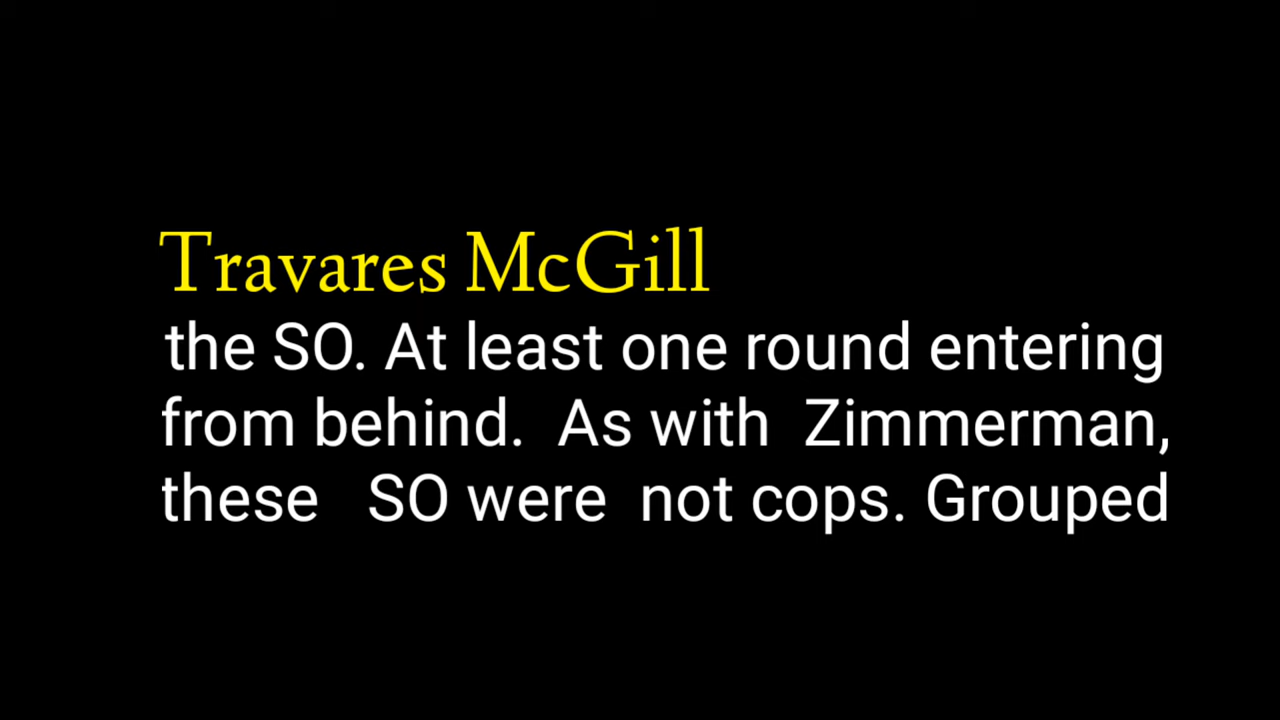 Travares McGill
the SO. At least one round entering
from behind. As with Zimmerman,
these SO were not cops. Grouped